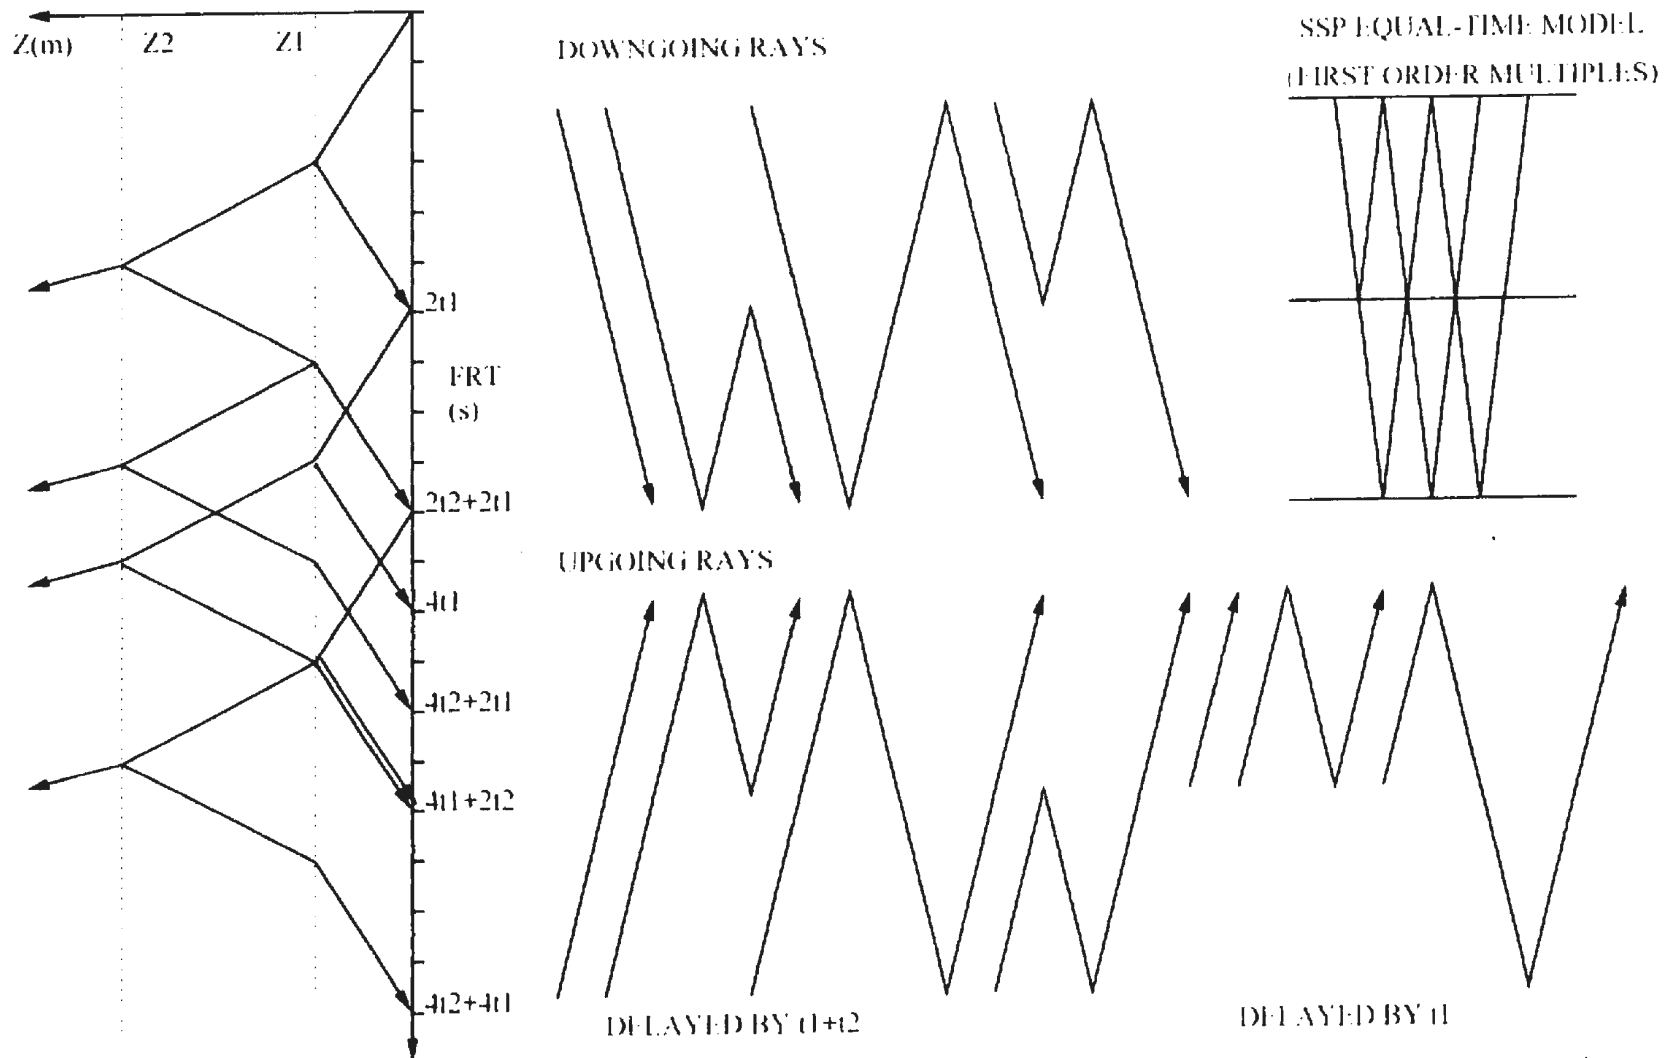 Z(m)
Z2
Z1
2t1
FRT
(s)
2t2+2t1
4t1
4t2+2t1
4t1+2t2
4t2+4t1
DOWNGOING RAYS
UPGOING RAYS
DELAYED BY t1+t2
DELAYED BY t1
SSP EQUAL-TIME MODEL
(FIRST ORDER MULTIPLES)